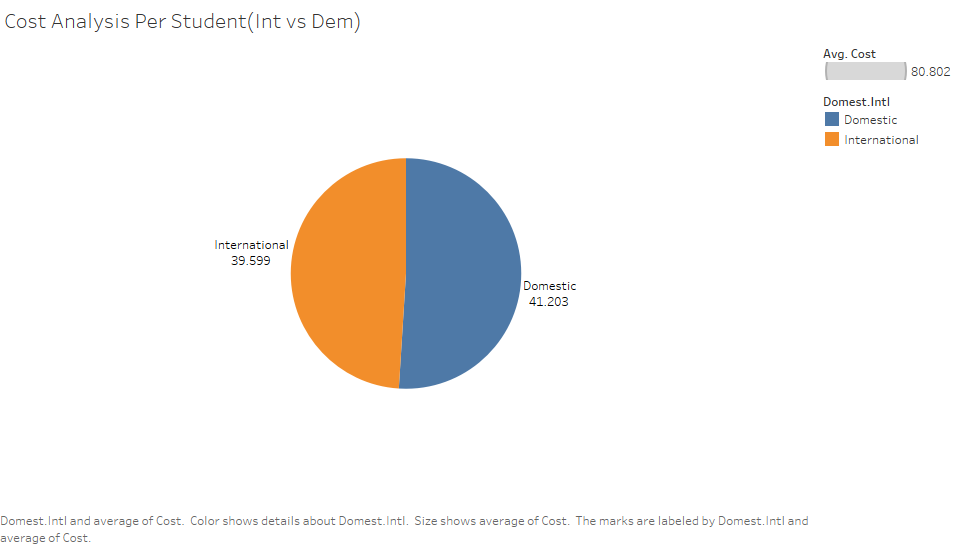 Cost Analysis Per Student(Int vs Dem)
Avg. Cost
80.802
Domest.Intl
Domestic
International
International
39.599
Domestic
41.203
Domest.Intl and average of Cost.  Color shows details about Domest.Intl.  Size shows average of Cost.  The marks are labeled by Domest.Intl and
average of Cost.